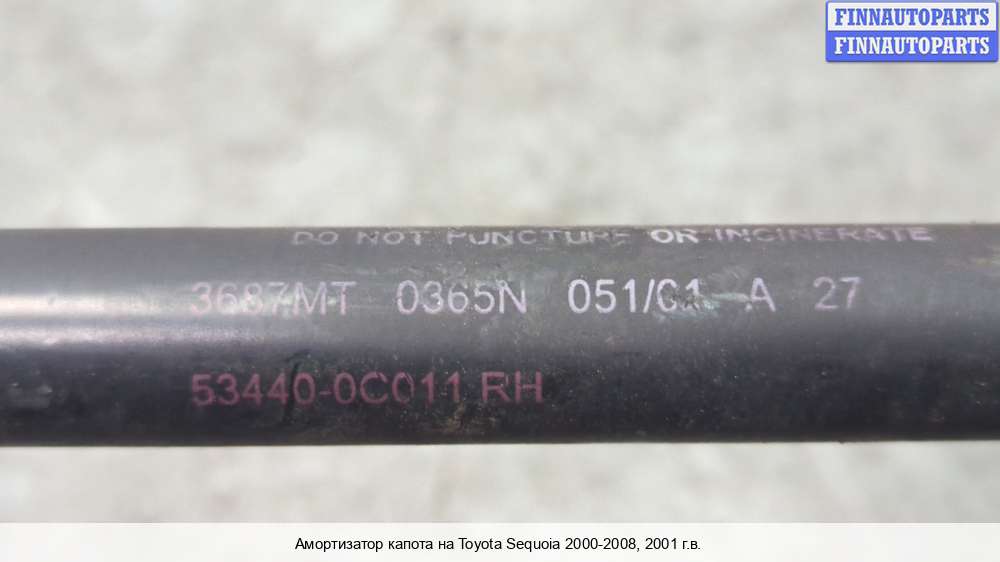 FINNAUTOPARTS
FINNAUTOPARTS
DO NOT PUNCTURE OR INCINERATE
3687MT 0365N 051/01 A 27
53440-0C011 RH
Амортизатор капота на Toyota Sequoia 2000-2008, 2001 г.в.